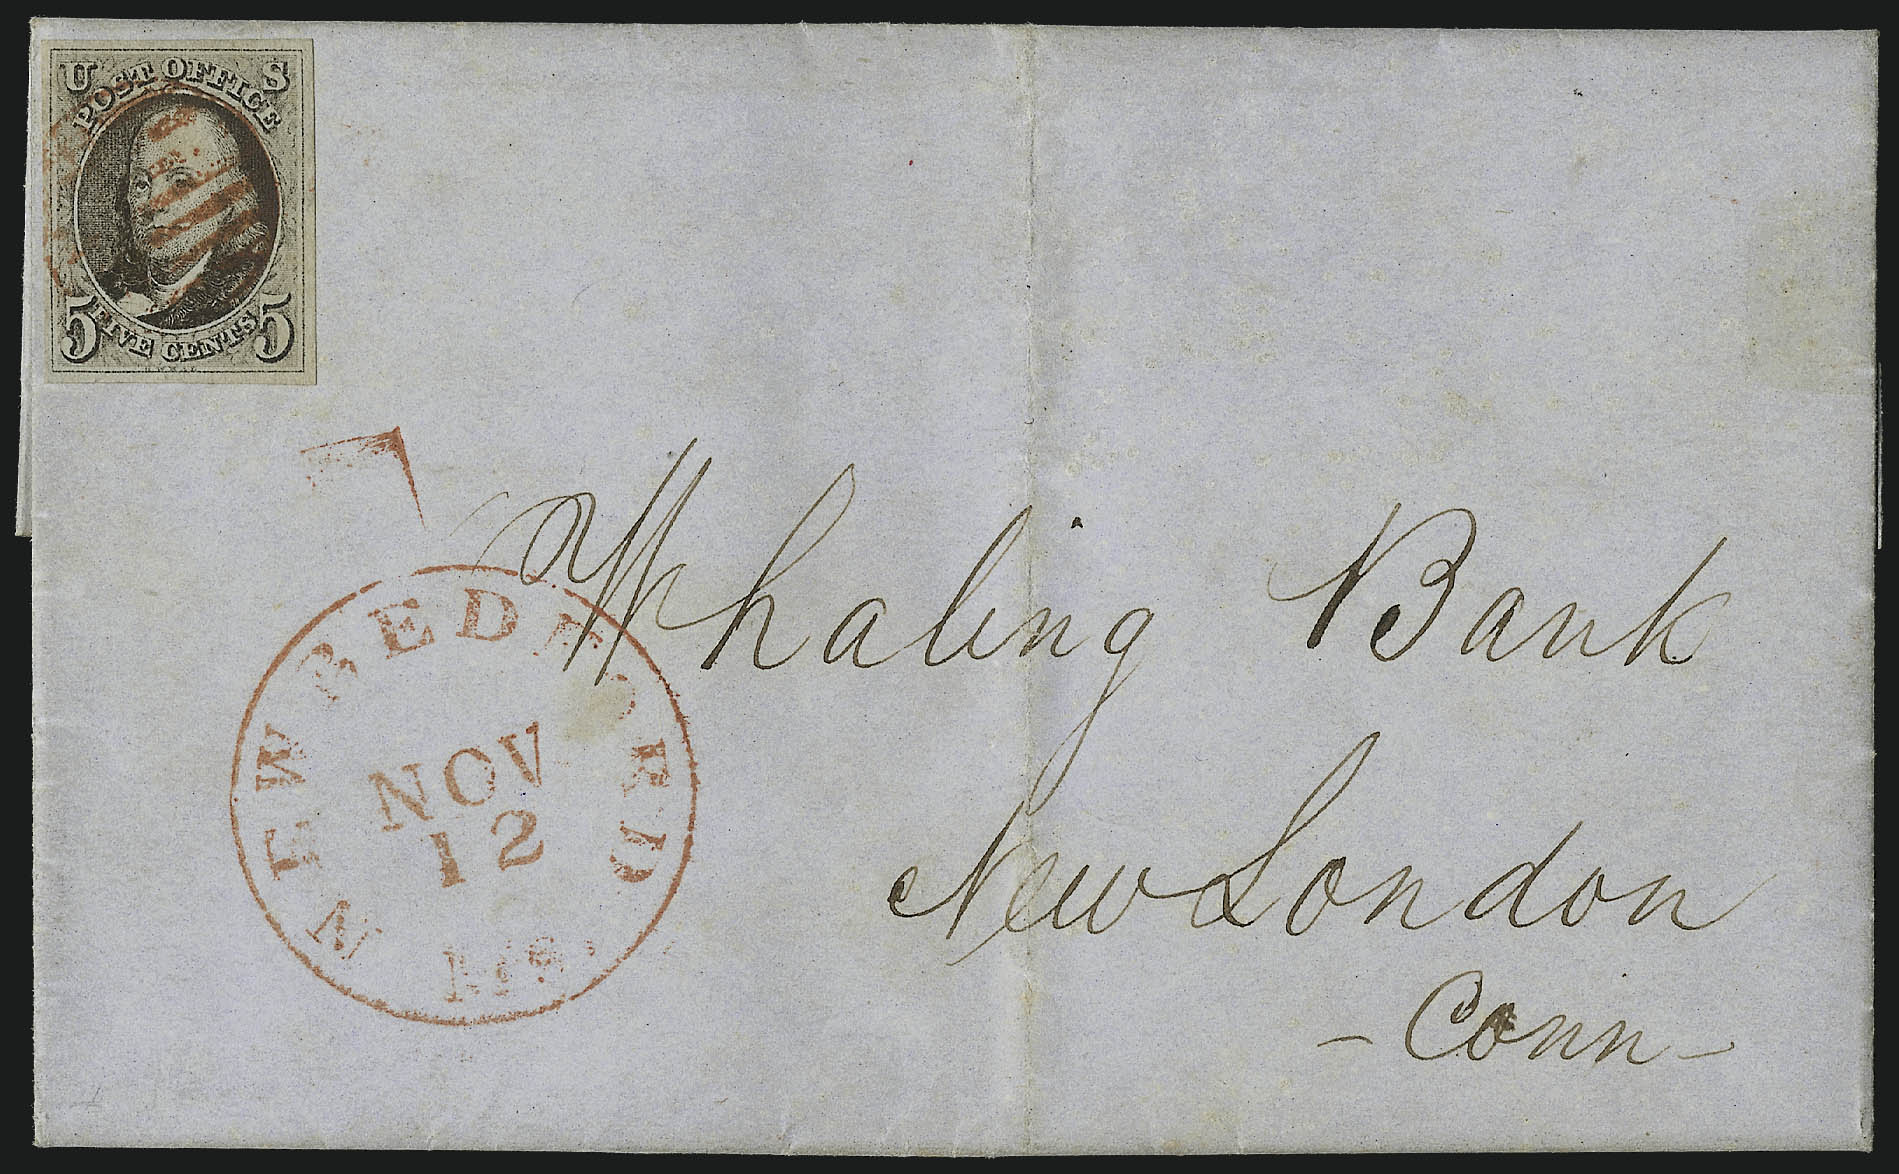 U S
POST OFFICE
5 FIVE CENTS 5
Whaling Bank
NEW BEDFORD
NOV
12
Ms.
New London
- Conn -